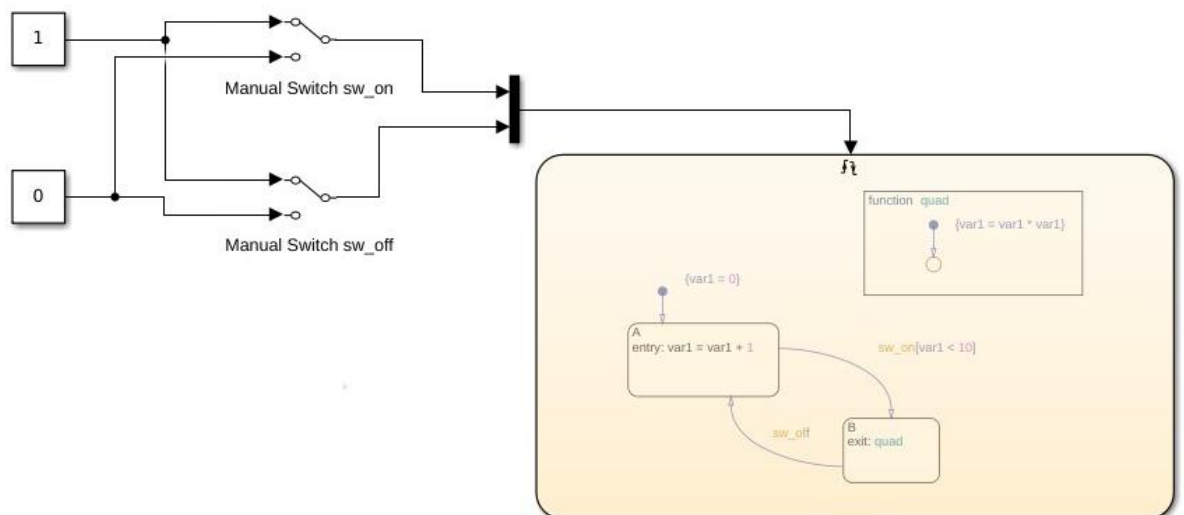 1
Manual Switch sw_on
0
Manual Switch sw_off
function quad
{var1 = var1 * var1}
{var1 = 0}
A
entry: var1 = var1 + 1
sw_on[var1 < 10]
B
exit: quad
sw_off